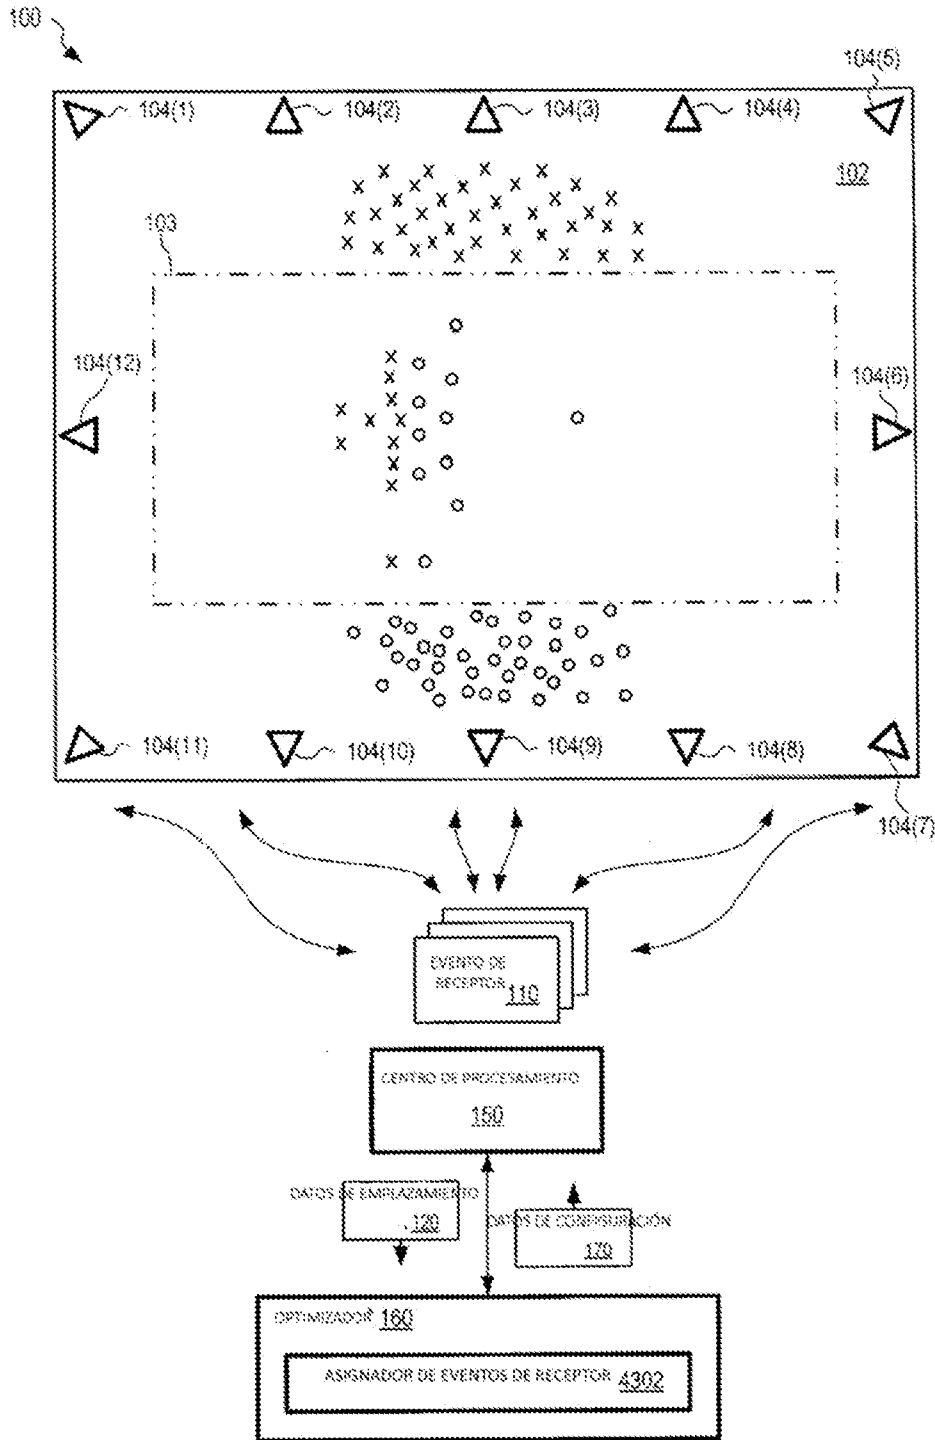 100
104(5)
104(1)
104(2)
104(3)
104(4)
102
103
104(12)
104(6)
104(11)
104(10)
104(9)
104(8)
104(7)
EVENTO DE
RECEPTOR 110
CENTRO DE PROCESAMIENTO
150
DATOS DE EMPLAZAMIENTO
120
DATOS DE CONFIGURACIÓN
170
OPTIMIZADOR 160
ASIGNADOR DE EVENTOS DE RECEPTOR 4302